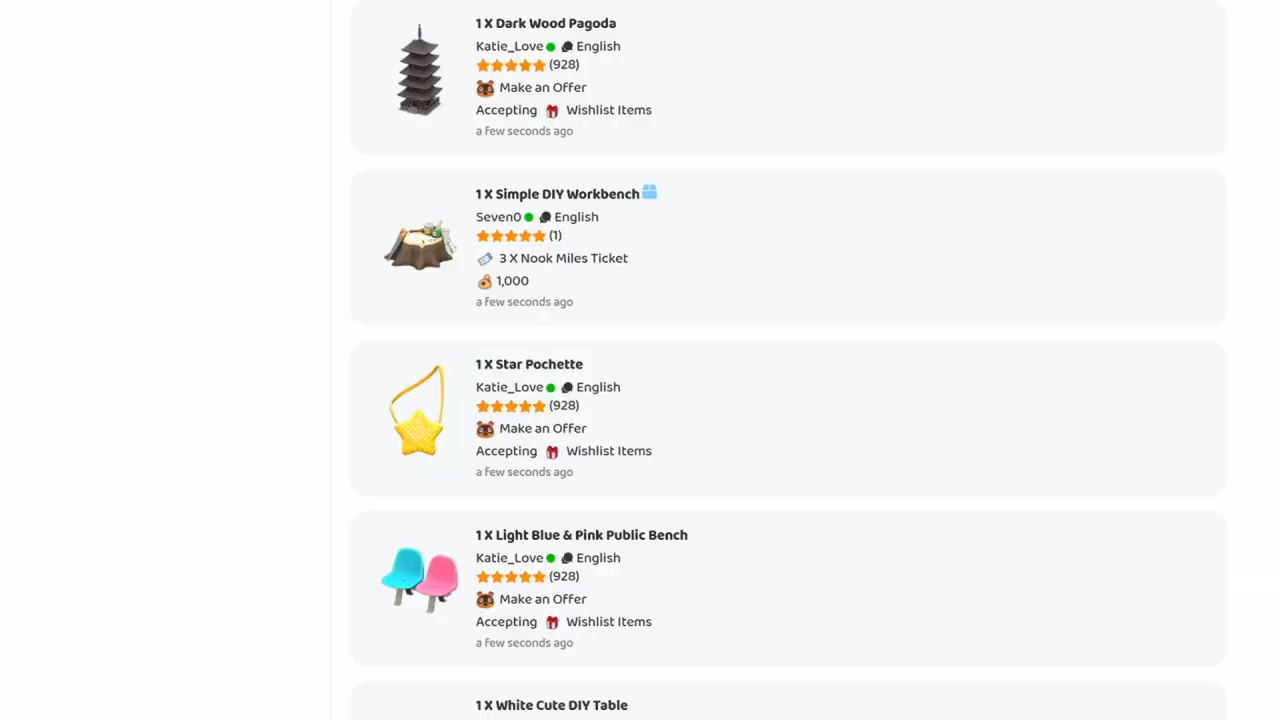 1 X Dark Wood Pagoda
Katie_Love English
(928)
Make an Offer
Accepting Wishlist Items
a few seconds ago
1 X Simple DIY Workbench
Seven0 English
(1)
3 X Nook Miles Ticket
1,000
a few seconds ago
1 X Star Pochette
Katie_Love English
(928)
Make an Offer
Accepting Wishlist Items
a few seconds ago
1 X Light Blue & Pink Public Bench
Katie_Love English
(928)
Make an Offer
Accepting Wishlist Items
a few seconds ago
1 X White Cute DIY Table